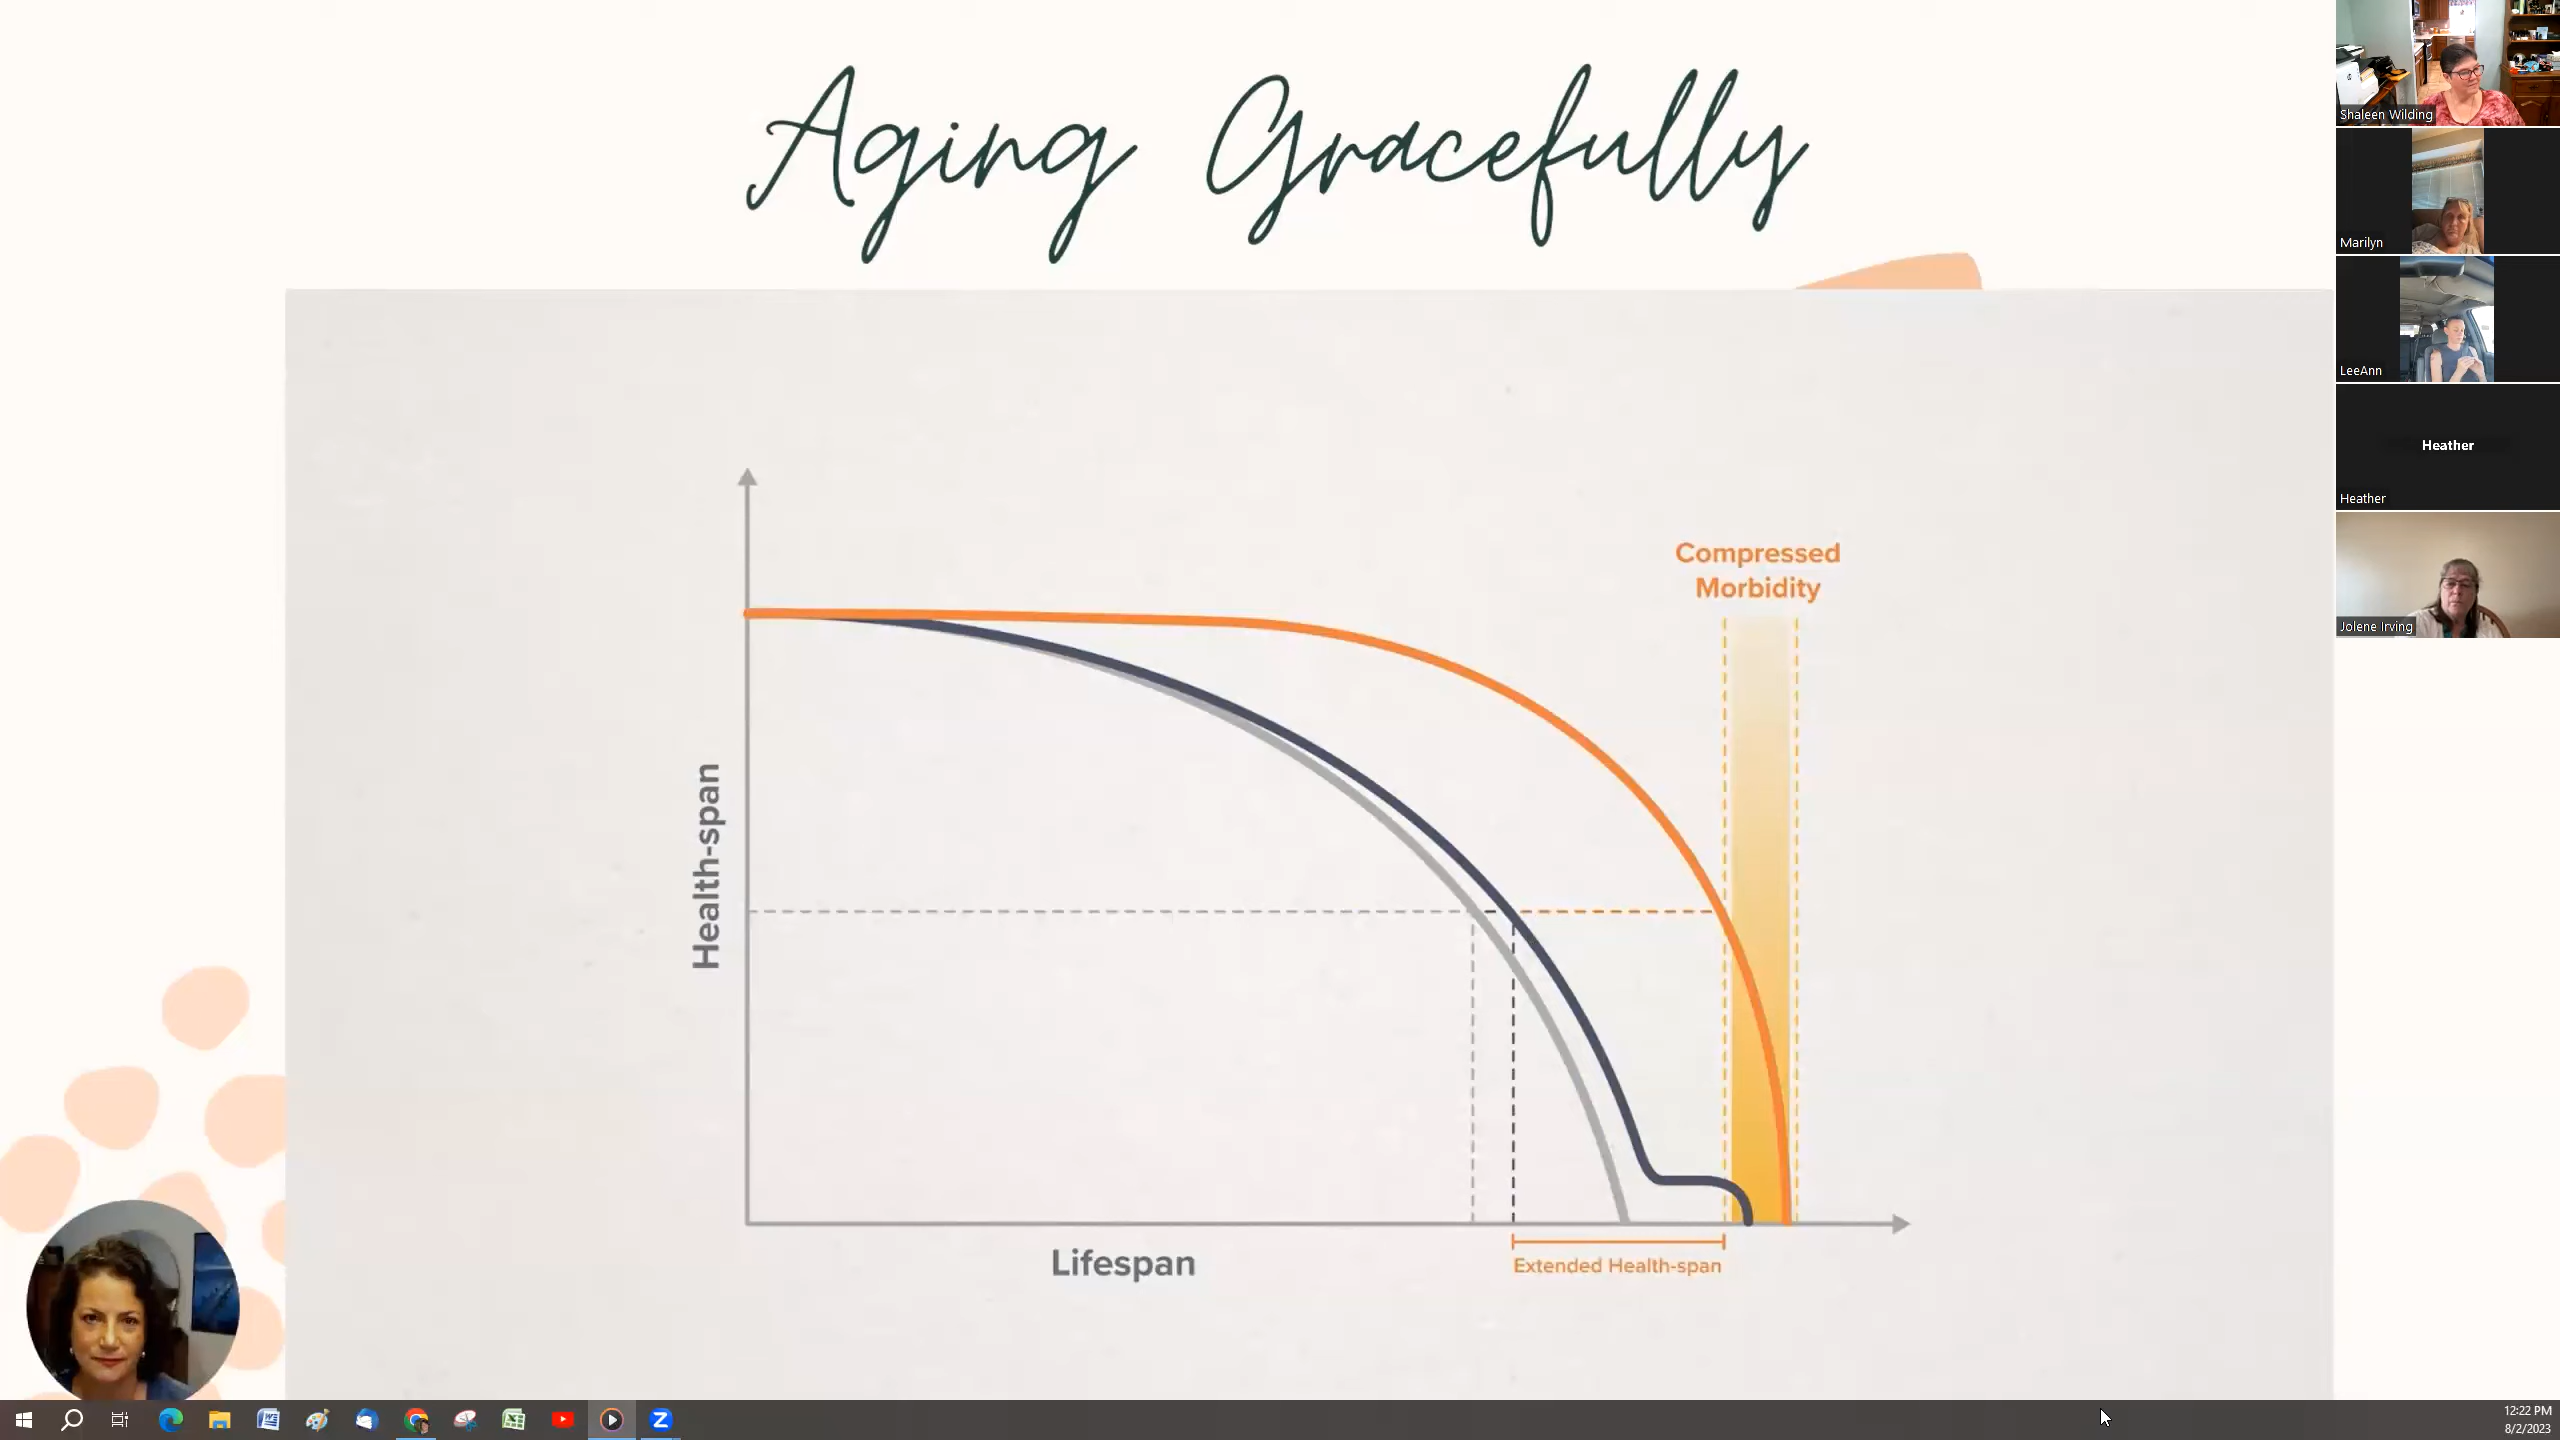 Aging Gracefully
Compressed
Morbidity
Health-span
Lifespan
Extended Health-span
Shaleen Wilding
Marilyn
LeeAnn
Heather
Heather
Jolene Irving
12:22 PM
8/2/2023